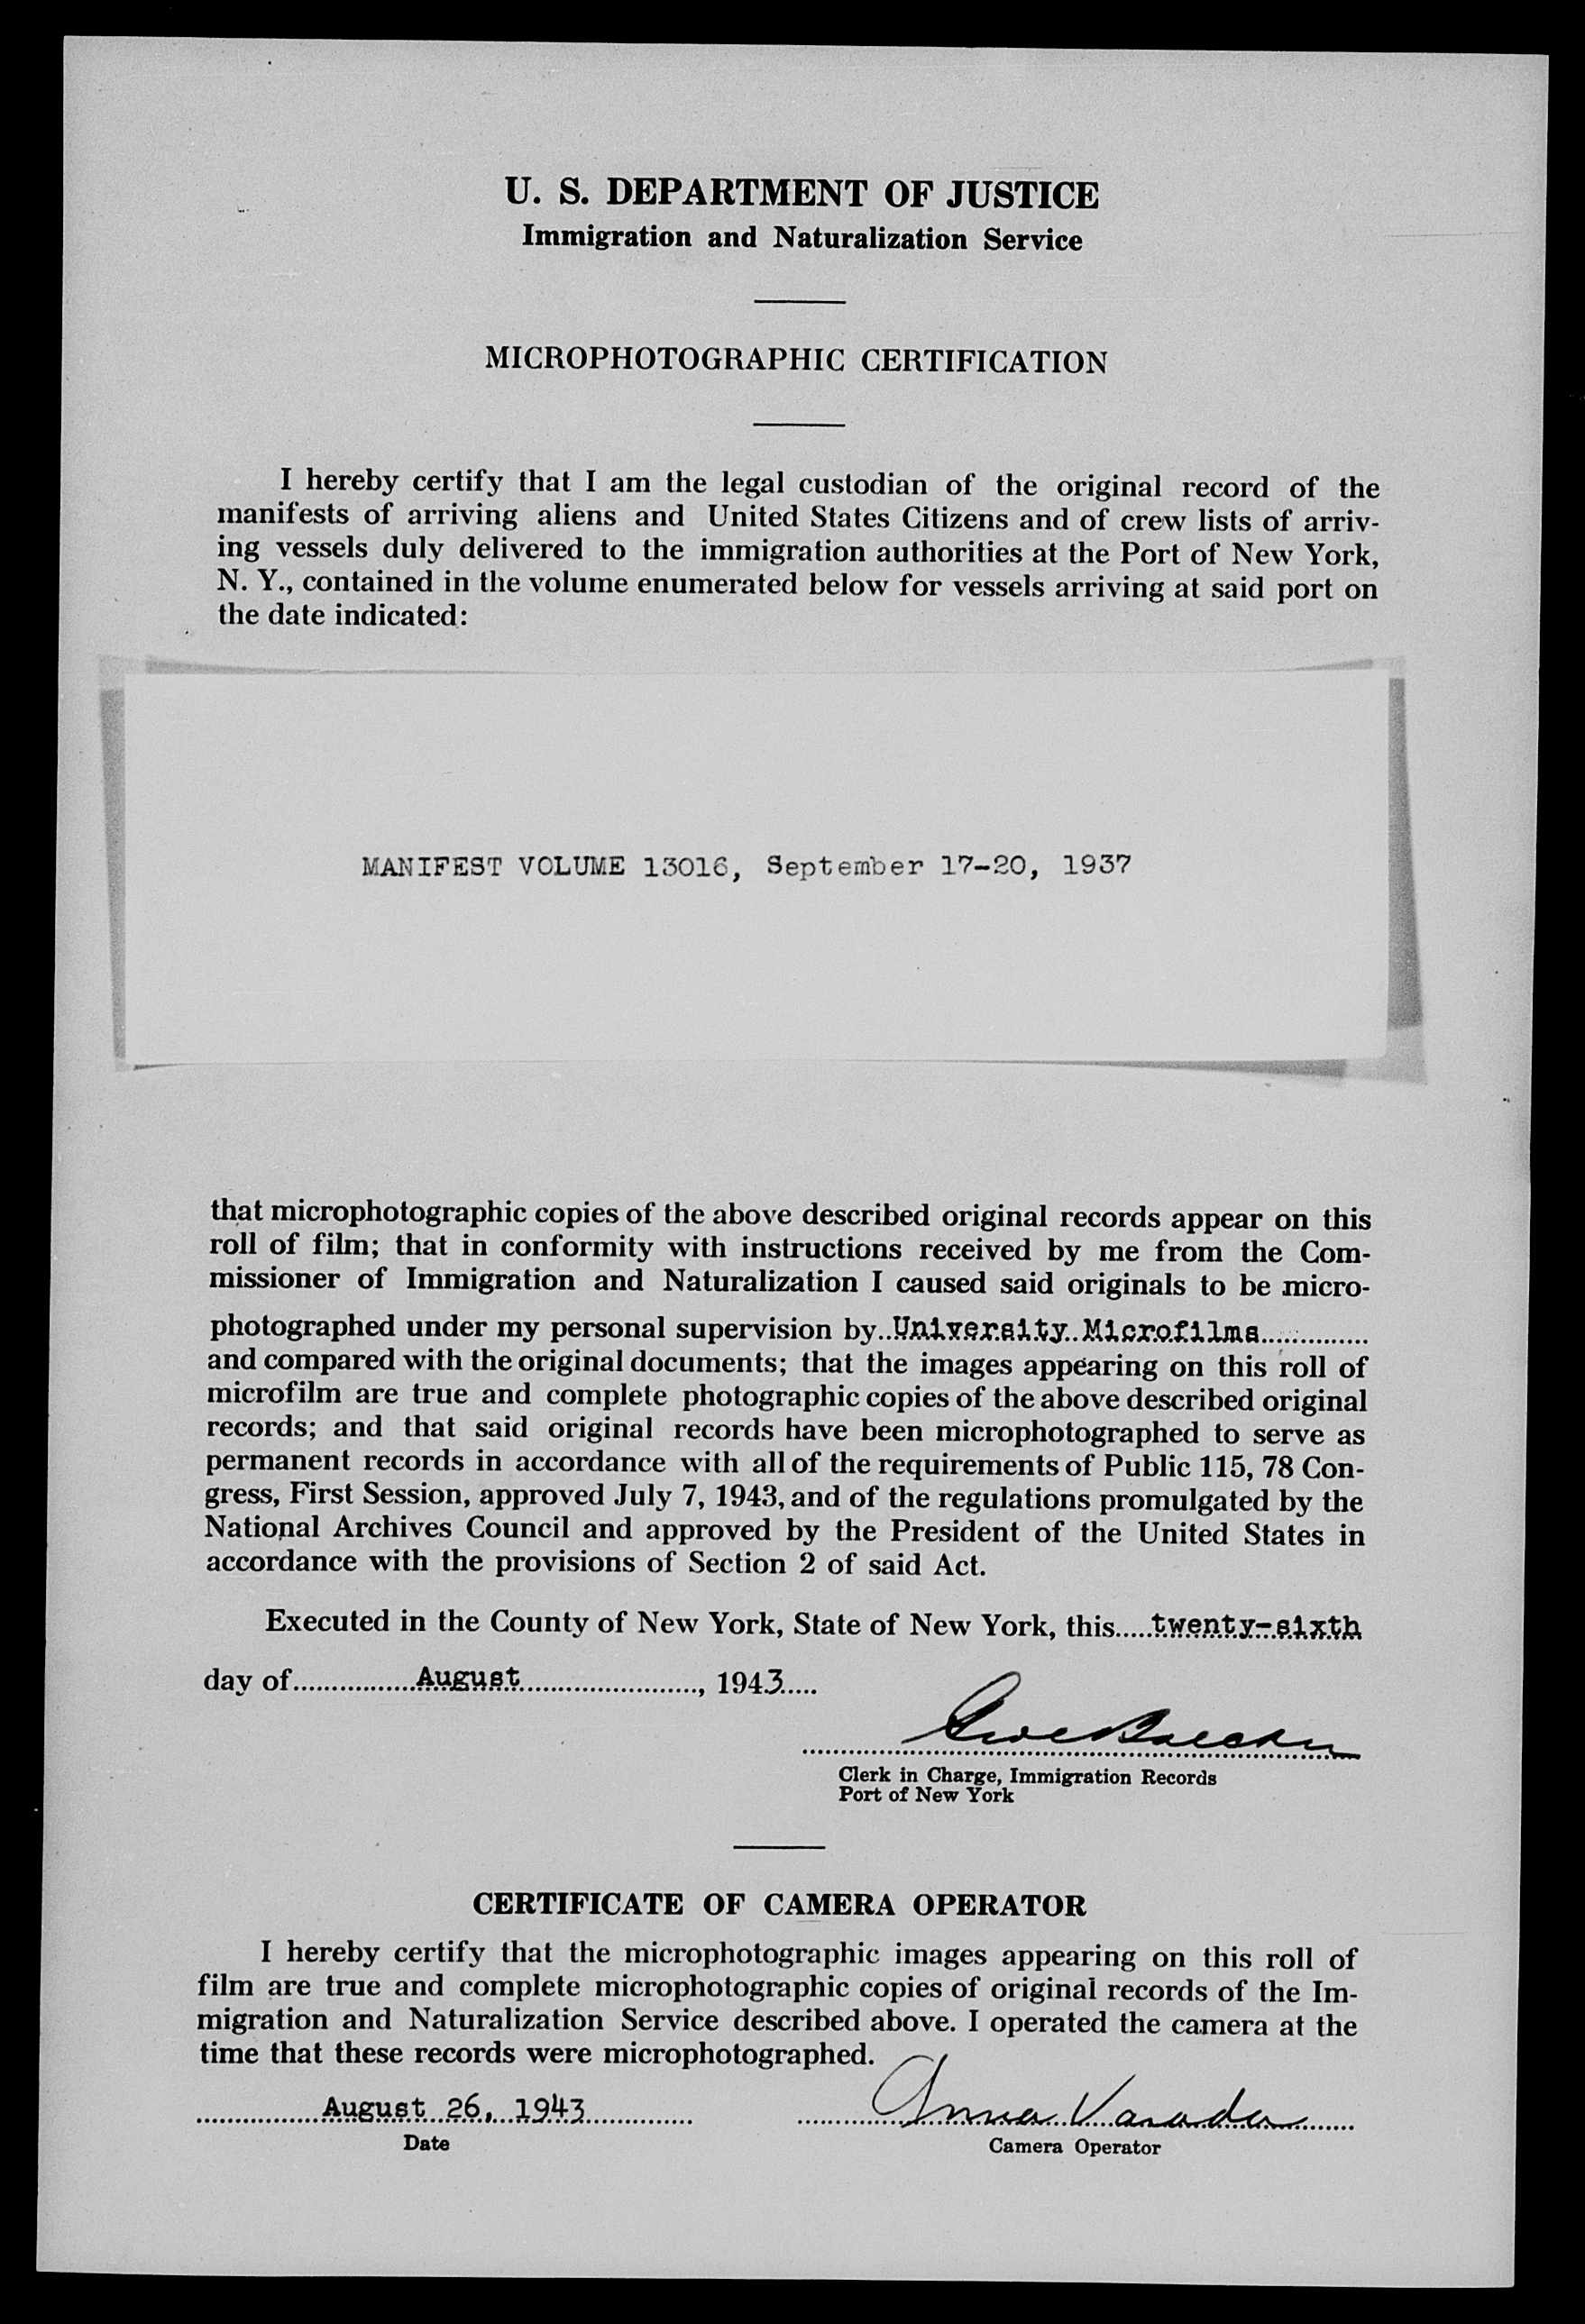 U. S. DEPARTMENT OF JUSTICE
Immigration and Naturalization Service
MICROPHOTOGRAPHIC CERTIFICATION
I hereby certify that I am the legal custodian of the original record of the
manifests of arriving aliens and United States Citizens and of crew lists of arriv-
ing vessels duly delivered to the immigration authorities at the Port of New York,
N. Y., contained in the volume enumerated below for vessels arriving at said port on
the date indicated:
MANIFEST VOLUME 13016, September 17-20, 1937
that microphotographic copies of the above described original records appear on this
roll of film; that in conformity with instructions received by me from the Com-
missioner of Immigration and Naturalization I caused said originals to be micro-
photographed under my personal supervision by..University Microfilms..............
and compared with the original documents; that the images appearing on this roll of
microfilm are true and complete photographic copies of the above described original
records; and that said original records have been microphotographed to serve as
permanent records in accordance with all of the requirements of Public 115, 78 Con-
gress, First Session, approved July 7, 1943, and of the regulations promulgated by the
National Archives Council and approved by the President of the United States in
accordance with the provisions of Section 2 of said Act.
Executed in the County of New York, State of New York, this.....twenty-sixth
day of................August........................, 1943.....
Clerk in Charge, Immigration Records
Port of New York
CERTIFICATE OF CAMERA OPERATOR
I hereby certify that the microphotographic images appearing on this roll of
film are true and complete microphotographic copies of original records of the Im-
migration and Naturalization Service described above. I operated the camera at the
time that these records were microphotographed.
August 26, 1943 Anna Varada
Date Camera Operator